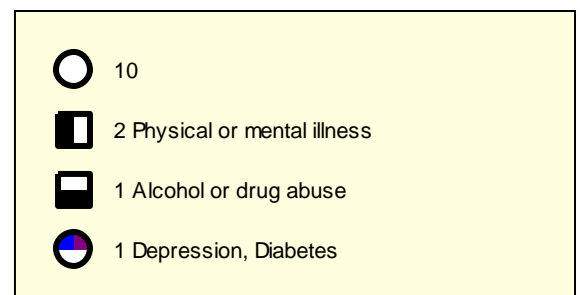 10
2 Physical or mental illness
1 Alcohol or drug abuse
1 Depression, Diabetes